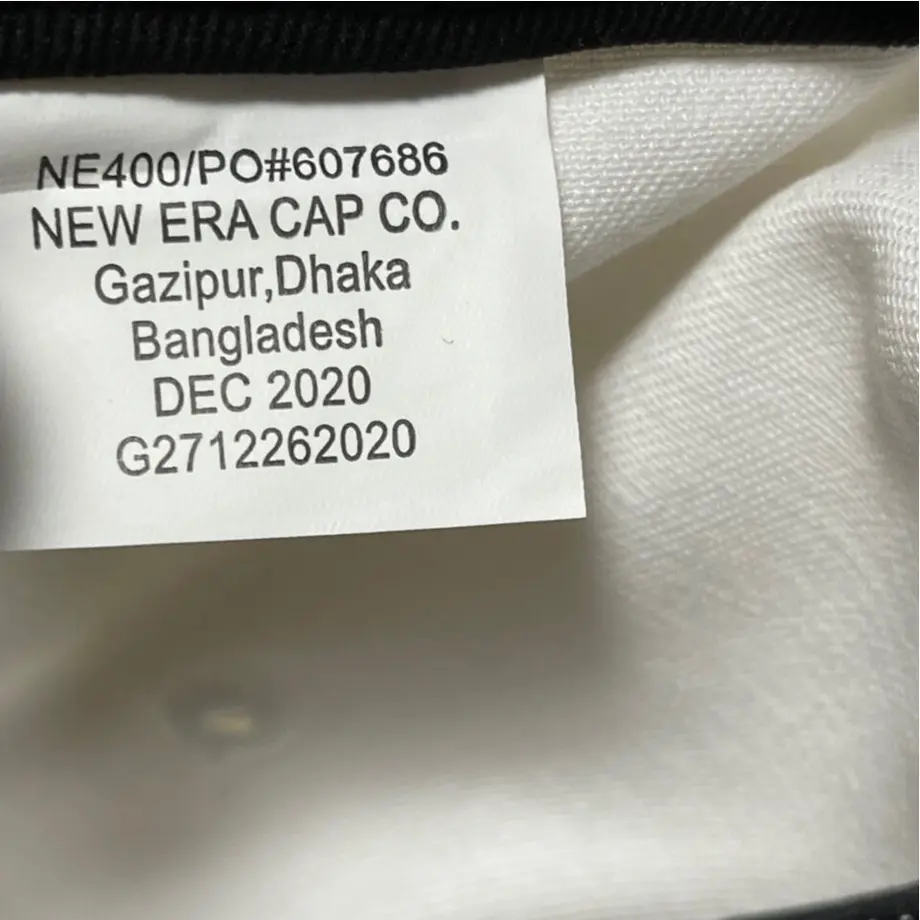 NE400/PO#607686
NEW ERA CAP CO.
Gazipur,Dhaka
Bangladesh
DEC 2020
G2712262020